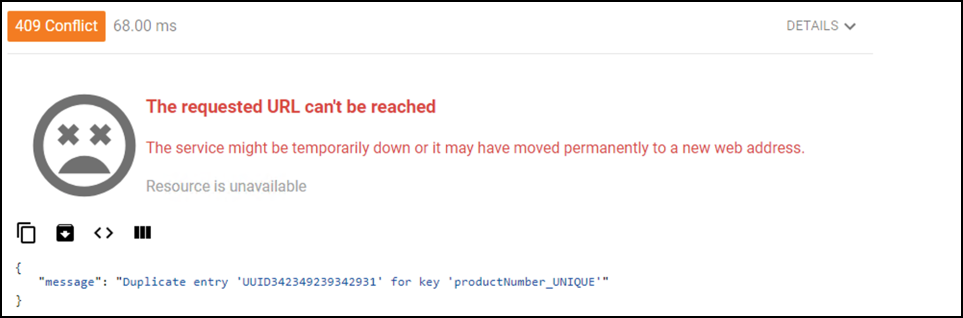 409 Conflict 68.00 ms DETAILS
The requested URL can't be reached
The service might be temporarily down or it may have moved permanently to a new web address.
Resource is unavailable
{
"message": "Duplicate entry 'UUID342349239342931' for key 'productNumber_UNIQUE'"
}